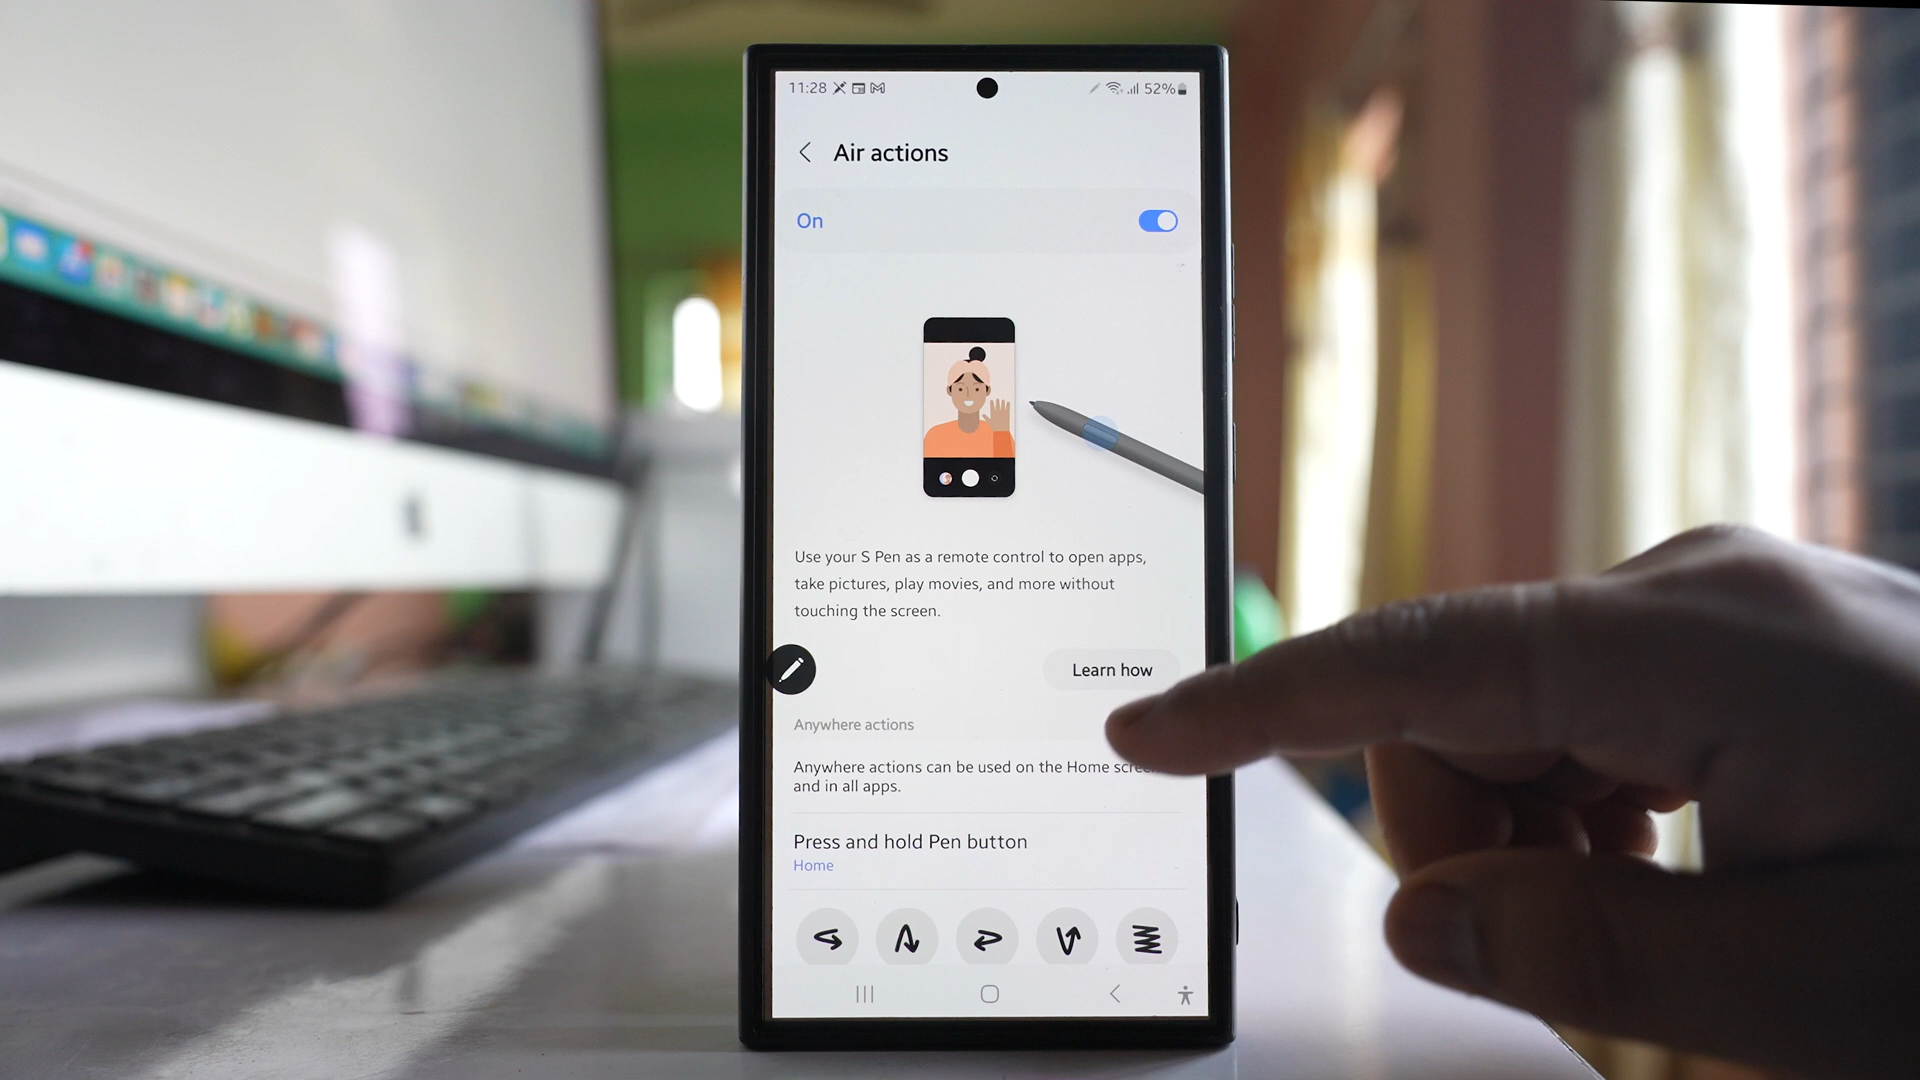 11:28 52%
Air actions
On
Use your S Pen as a remote control to open apps,
take pictures, play movies, and more without
touching the screen.
Learn how
Anywhere actions
Anywhere actions can be used on the Home screen
and in all apps.
Press and hold Pen button
Home